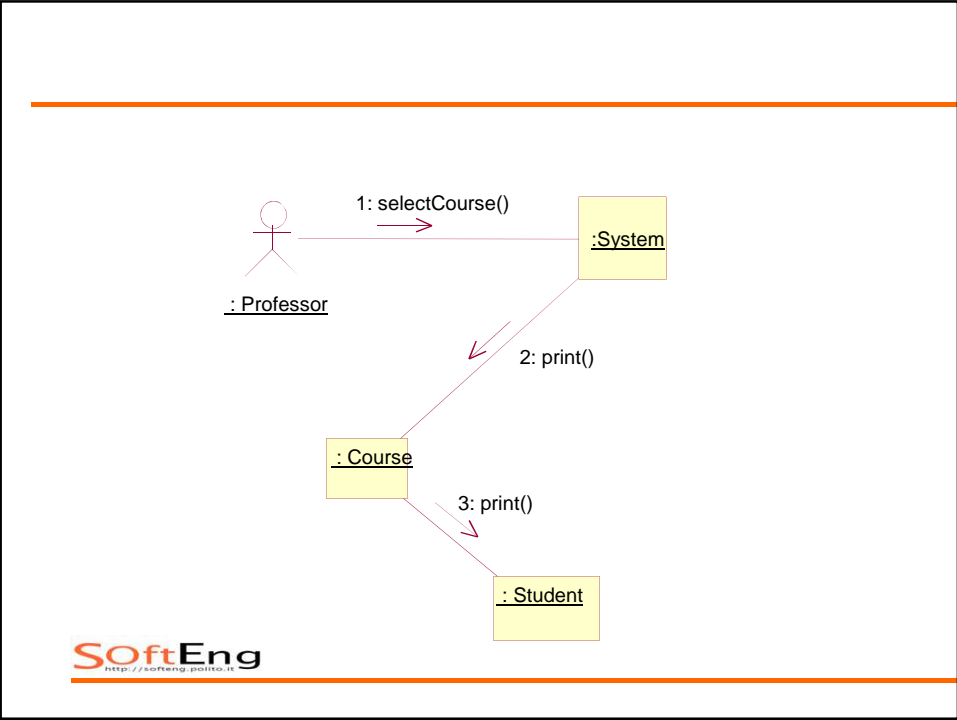 1: selectCourse()
:System
: Professor
2: print()
: Course
3: print()
: Student
SOftEng
http://softeng.polito.it